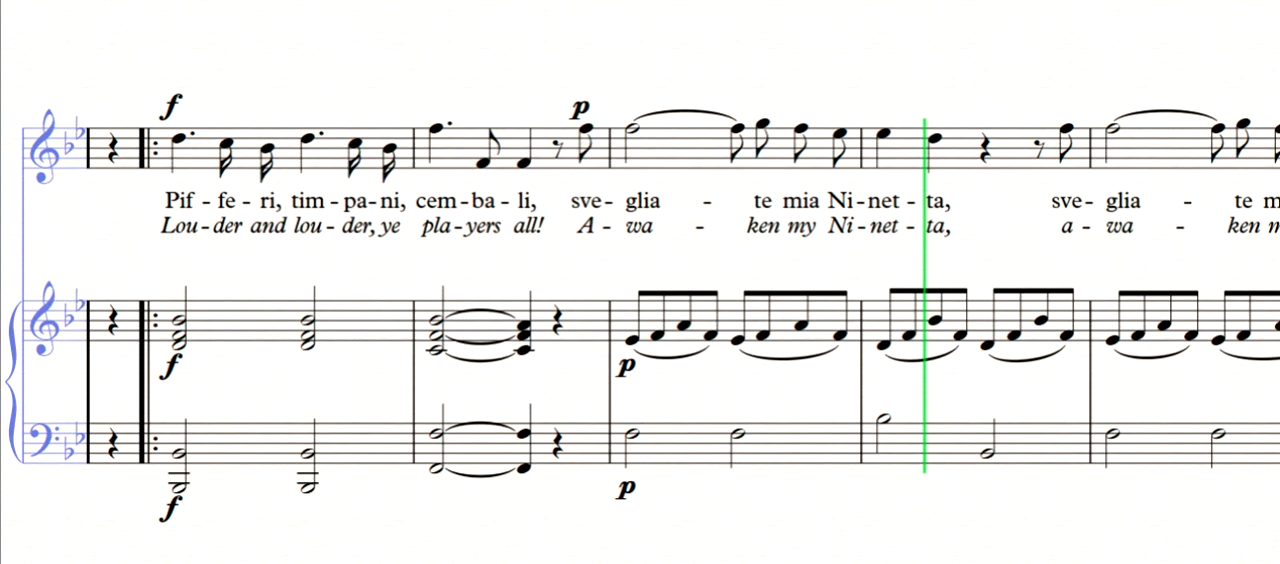 f p
Pif - fe - ri, tim - pa - ni, cem - ba - li, sve - glia - te mia Ni - net - ta, sve - glia - te m
Lou - der and lou - der, ye pla - yers all! A - wa - ken my Ni - net - ta, a - wa - ken m
f p
f p